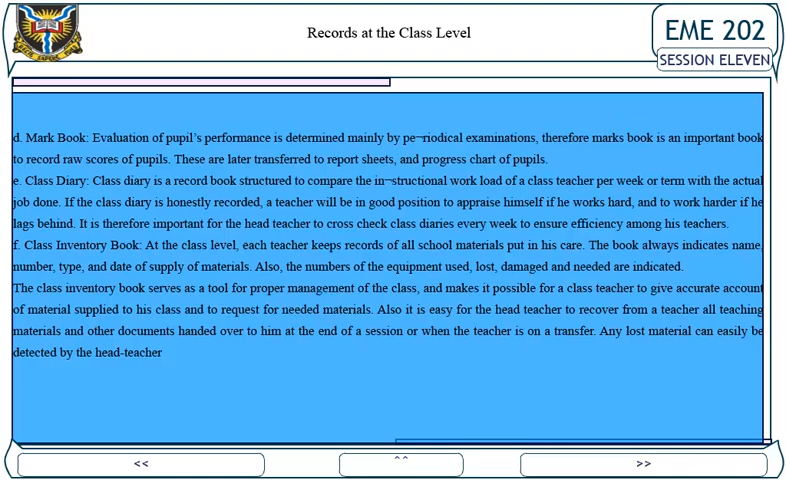 Records at the Class Level
EME 202
SESSION ELEVEN
d. Mark Book: Evaluation of pupil's performance is determined mainly by pe¬riodical examinations, therefore marks book is an important book
to record raw scores of pupils. These are later transferred to report sheets, and progress chart of pupils.
e. Class Diary: Class diary is a record book structured to compare the in¬structional work load of a class teacher per week or term with the actual
job done. If the class diary is honestly recorded, a teacher will be in good position to appraise himself if he works hard, and to work harder if he
lags behind. It is therefore important for the head teacher to cross check class diaries every week to ensure efficiency among his teachers.
f. Class Inventory Book: At the class level, each teacher keeps records of all school materials put in his care. The book always indicates name,
number, type, and date of supply of materials. Also, the numbers of the equipment used, lost, damaged and needed are indicated.
The class inventory book serves as a tool for proper management of the class, and makes it possible for a class teacher to give accurate account
of material supplied to his class and to request for needed materials. Also it is easy for the head teacher to recover from a teacher all teaching
materials and other documents handed over to him at the end of a session or when the teacher is on a transfer. Any lost material can easily be
detected by the head-teacher
<<
^^
>>